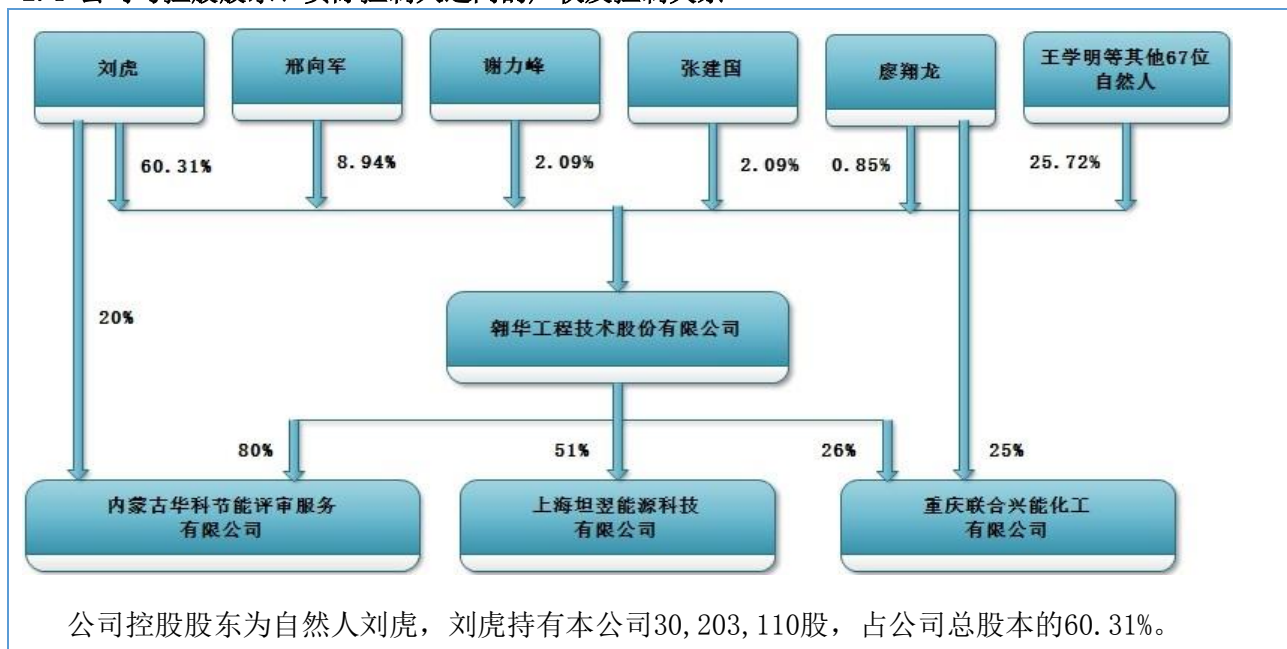 刘虎
邢向军
谢力峰
张建国
廖翔龙
王学明等其他67位
自然人
60.31%
8.94%
2.09%
2.09%
0.85%
25.72%
20%
翱华工程技术股份有限公司
80%
51%
26%
25%
内蒙古华科节能评审服务
有限公司
上海坦翌能源科技
有限公司
重庆联合兴能化工
有限公司
公司控股股东为自然人刘虎，刘虎持有本公司30,203,110股，占公司总股本的60.31%。